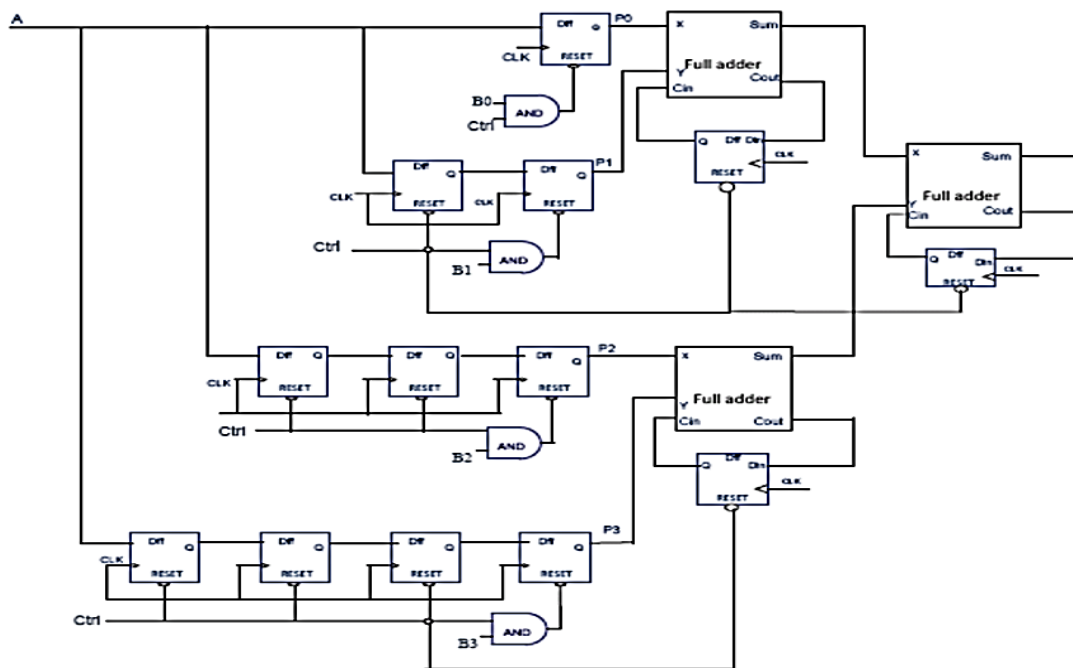 A
Dff
Q
CLK
RESET
P0
B0
Ctrl
AND
X
Sum
Full adder
Y
Cout
Cin
Q
Dff
Din
RESET
CLK
Dff
Q
CLK
RESET
Dff
Q
CLK
RESET
P1
Ctrl
AND
B1
X
Sum
Full adder
Y
Cin
Cout
Q
Dff
Din
CLK
RESET
Dff
Q
CLK
RESET
Dff
Q
RESET
Dff
Q
RESET
P2
Ctrl
AND
B2
X
Sum
Full adder
Y
Cin
Cout
Q
Dff
Din
CLK
RESET
Dff
Q
CLK
RESET
Dff
Q
RESET
Dff
Q
RESET
Dff
Q
RESET
P3
Ctrl
AND
B3